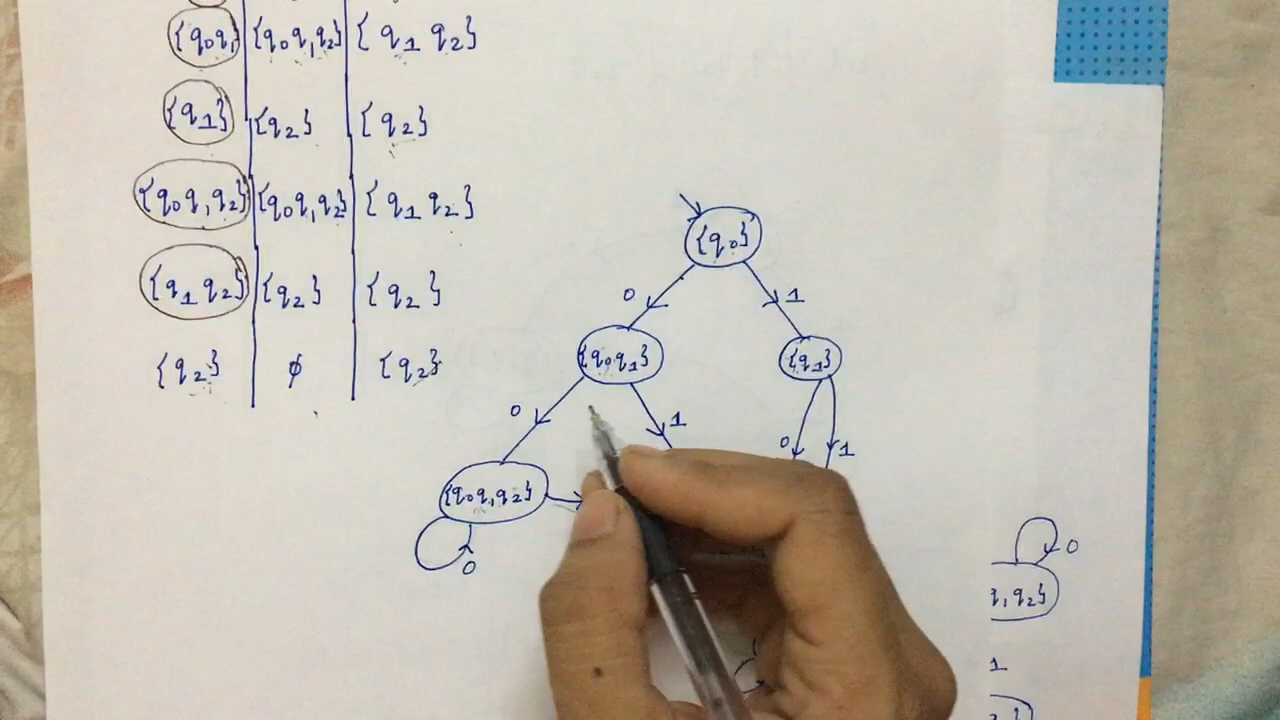 {q0q1} {q0q1q2} {q1 q2}
{q1} {q2} {q2}
{q0q1q2} {q0q1q2} {q1 q2}
{q1 q2} {q2} {q2}
{q2} ϕ {q2}
{q0}
0 1
{q0q1} {q1}
0 1 0 1
{q0q1q2}
0
0
q1q2}
1